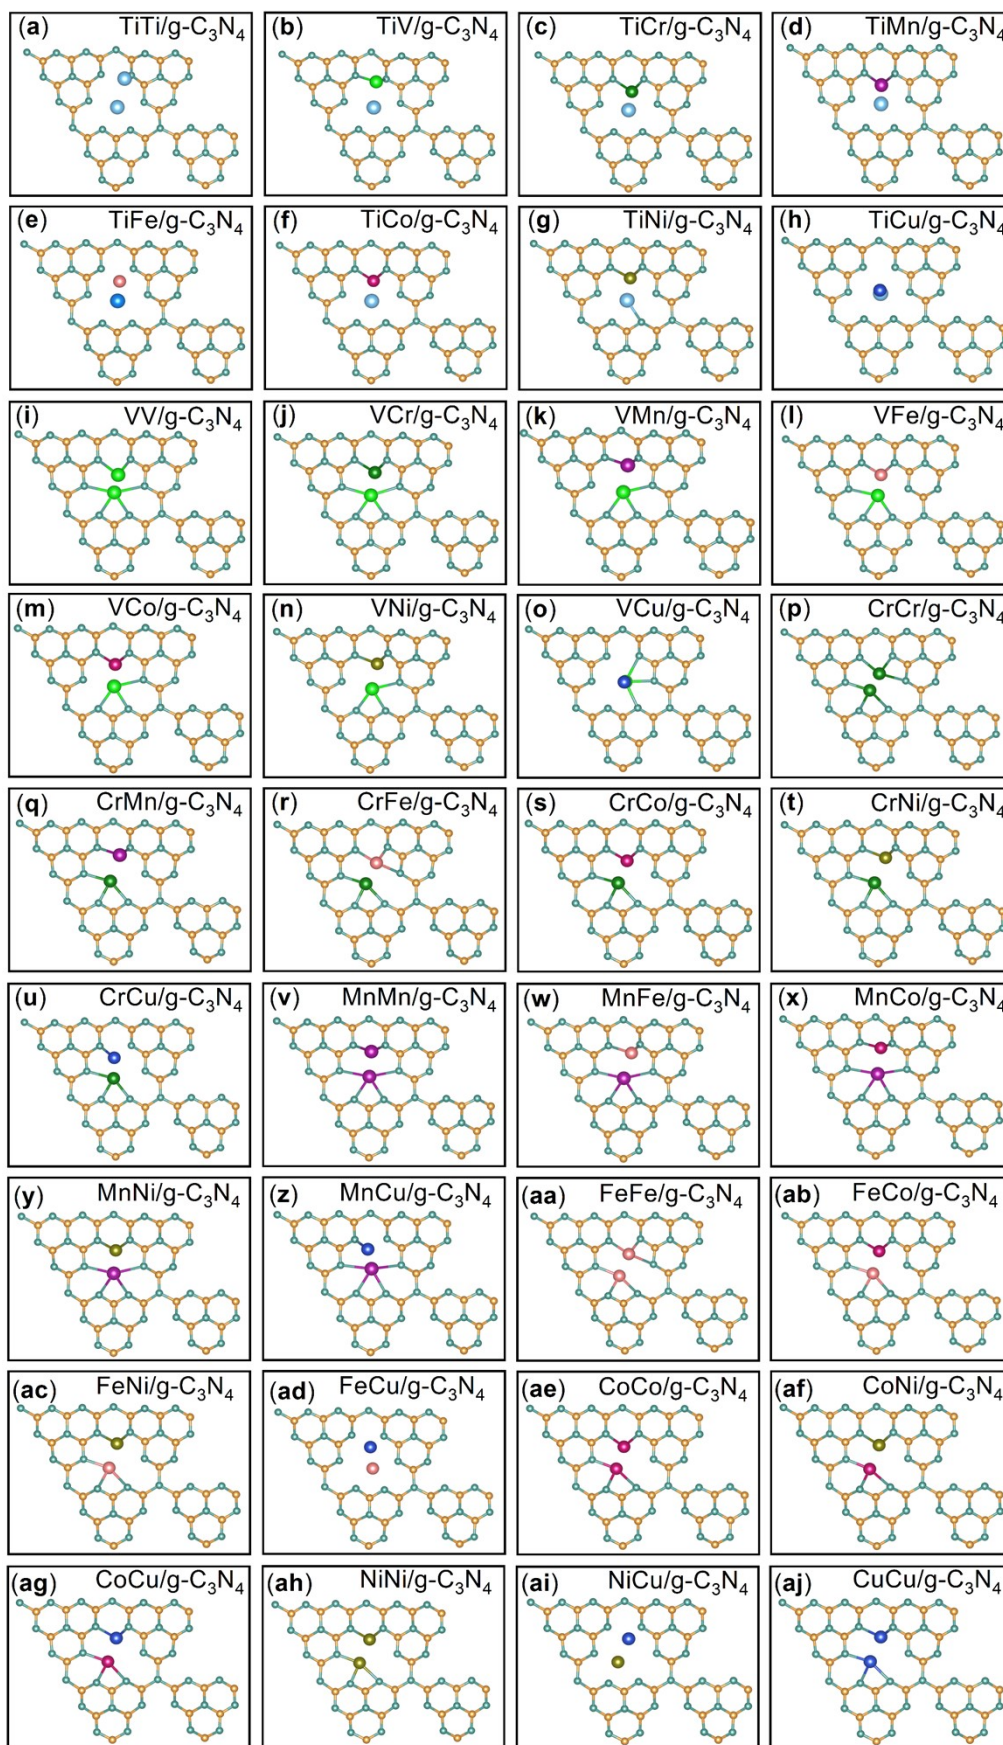 (a) TiTi/g-C₃N₄
(b) TiV/g-C₃N₄
(c) TiCr/g-C₃N₄
(d) TiMn/g-C₃N₄
(e) TiFe/g-C₃N₄
(f) TiCo/g-C₃N₄
(g) TiNi/g-C₃N₄
(h) TiCu/g-C₃N₄
(i) VV/g-C₃N₄
(j) VCr/g-C₃N₄
(k) VMn/g-C₃N₄
(l) VFe/g-C₃N₄
(m) VCo/g-C₃N₄
(n) VNi/g-C₃N₄
(o) VCu/g-C₃N₄
(p) CrCr/g-C₃N₄
(q) CrMn/g-C₃N₄
(r) CrFe/g-C₃N₄
(s) CrCo/g-C₃N₄
(t) CrNi/g-C₃N₄
(u) CrCu/g-C₃N₄
(v) MnMn/g-C₃N₄
(w) MnFe/g-C₃N₄
(x) MnCo/g-C₃N₄
(y) MnNi/g-C₃N₄
(z) MnCu/g-C₃N₄
(aa) FeFe/g-C₃N₄
(ab) FeCo/g-C₃N₄
(ac) FeNi/g-C₃N₄
(ad) FeCu/g-C₃N₄
(ae) CoCo/g-C₃N₄
(af) CoNi/g-C₃N₄
(ag) CoCu/g-C₃N₄
(ah) NiNi/g-C₃N₄
(ai) NiCu/g-C₃N₄
(aj) CuCu/g-C₃N₄